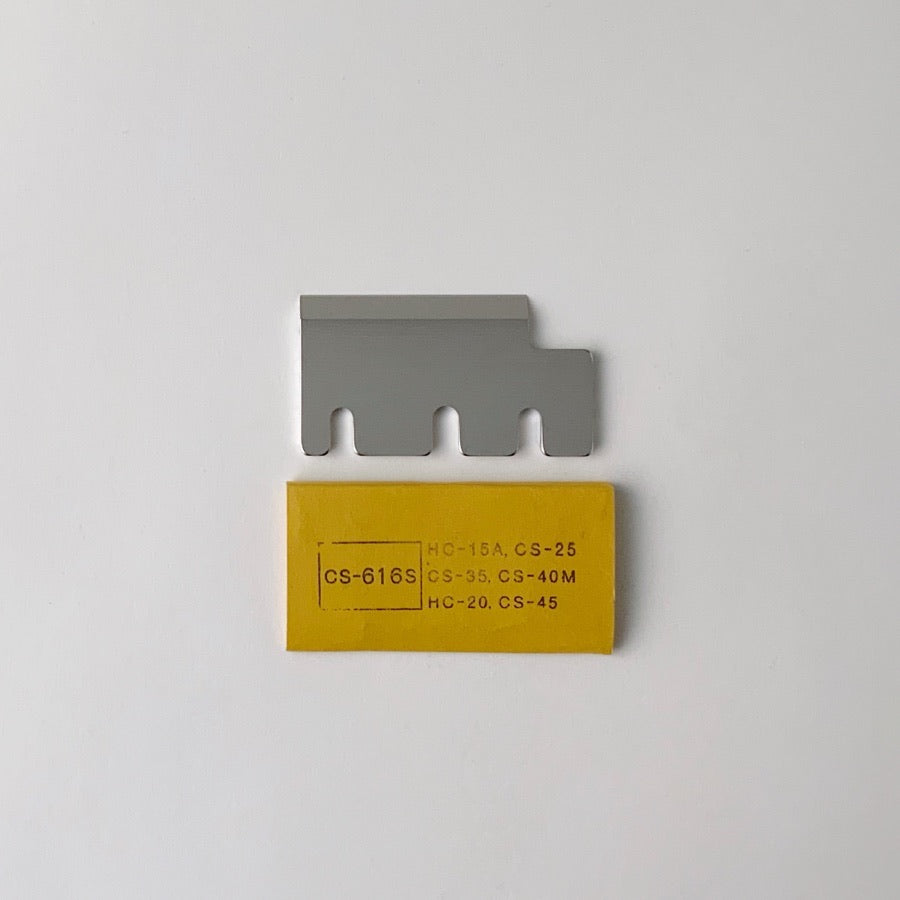 CS-616S
HC-15A, CS-25
CS-35, CS-40M
HC-20, CS-45